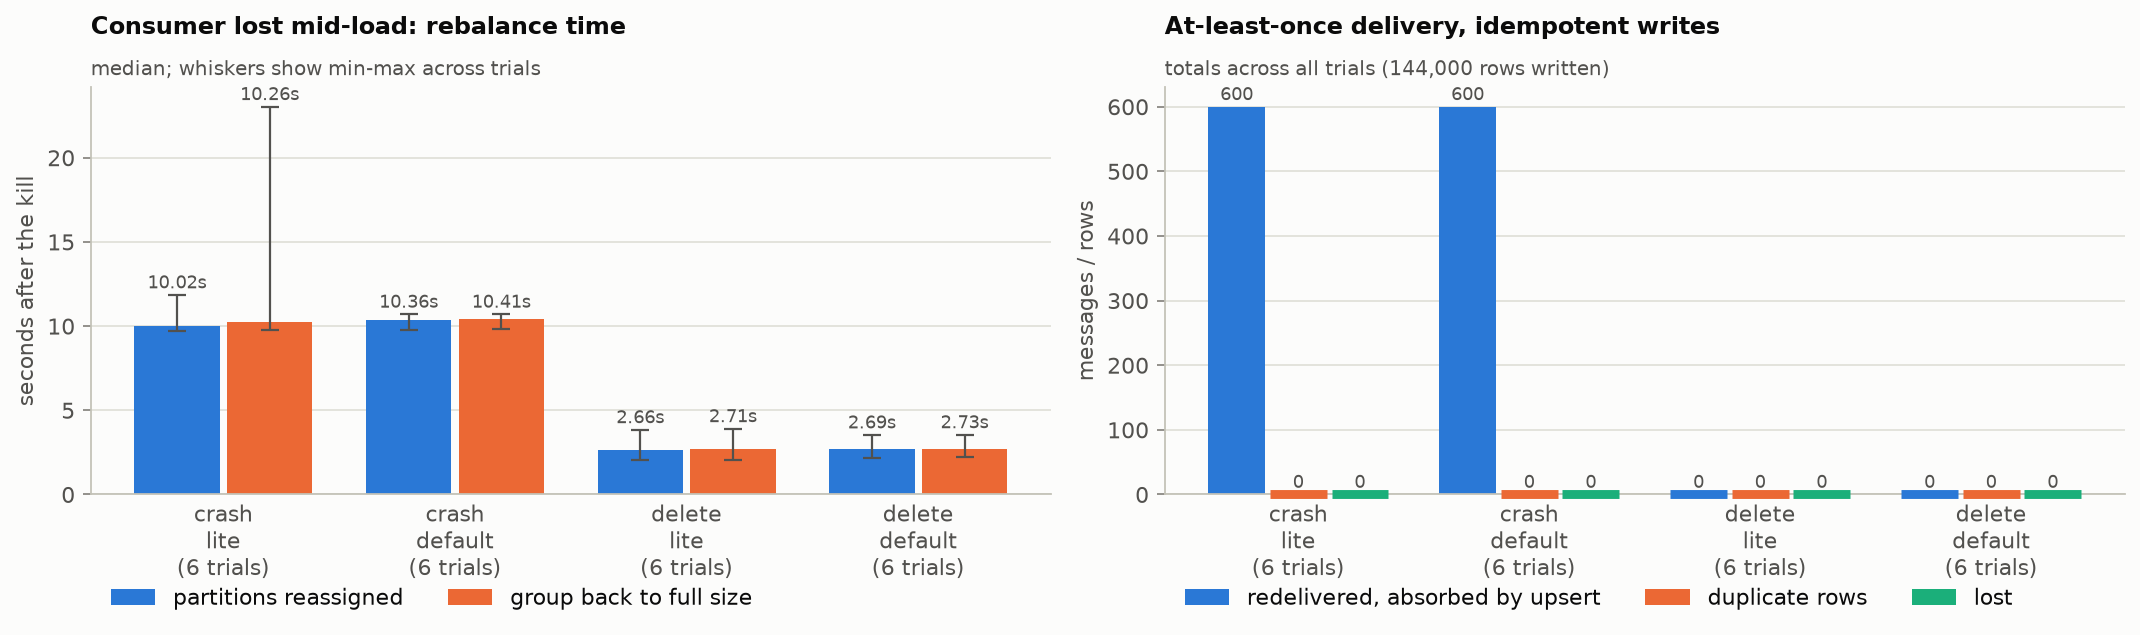 Consumer lost mid-load: rebalance time
median; whiskers show min-max across trials
seconds after the kill
20
15
10
5
0
10.02s
10.26s
10.36s
10.41s
2.66s
2.71s
2.69s
2.73s
crash
lite
(6 trials)
crash
default
(6 trials)
delete
lite
(6 trials)
delete
default
(6 trials)
partitions reassigned
group back to full size
At-least-once delivery, idempotent writes
totals across all trials (144,000 rows written)
messages / rows
600
500
400
300
200
100
0
600
0
0
600
0
0
0
0
0
0
0
0
crash
lite
(6 trials)
crash
default
(6 trials)
delete
lite
(6 trials)
delete
default
(6 trials)
redelivered, absorbed by upsert
duplicate rows
lost